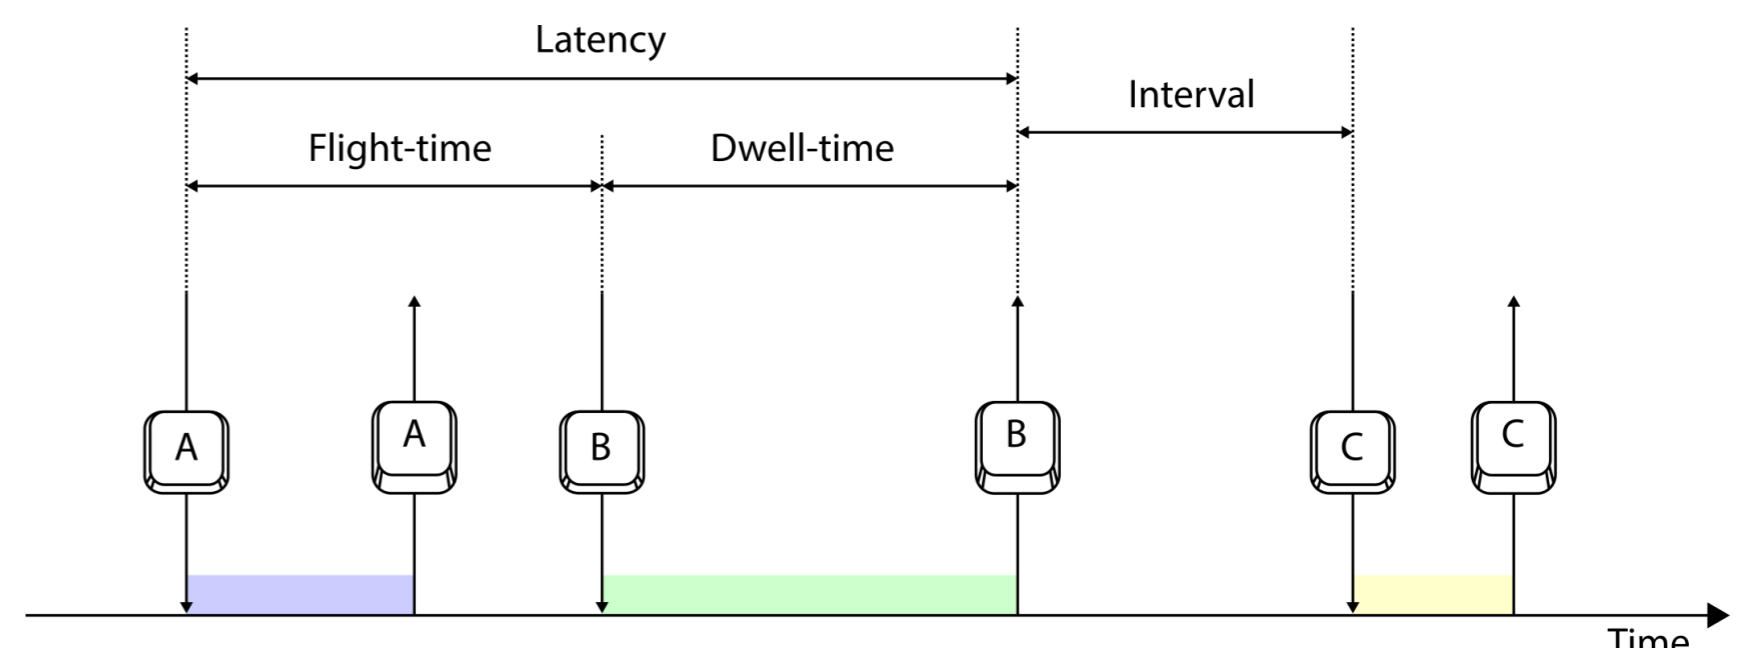 Latency
Interval
Flight-time Dwell-time
A A B B C C
Time